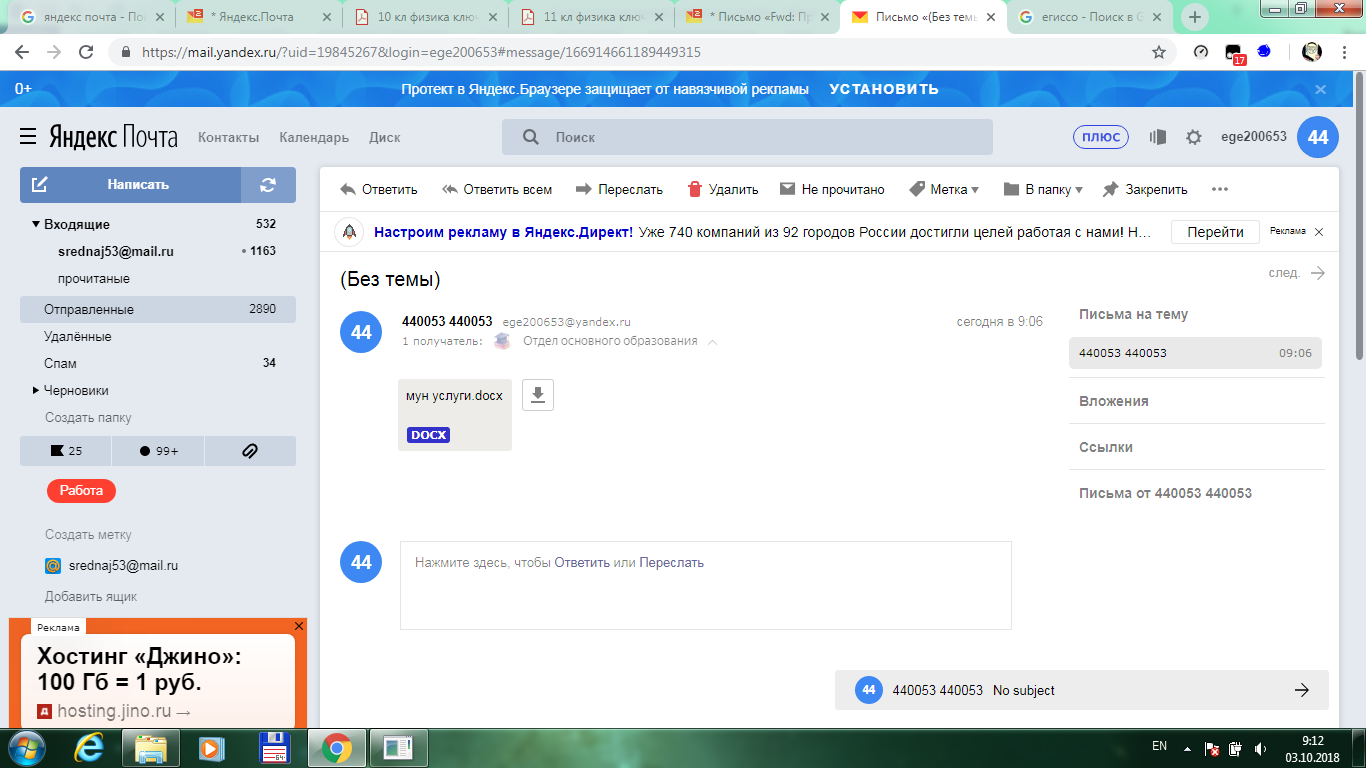 яндекс почта - По
* Яндекс.Почта
10 кл физика ключ
11 кл физика ключ
* Письмо «Fwd: Пр
Письмо «(Без темы
егиссо - Поиск в G
https://mail.yandex.ru/?uid=19845267&login=ege200653#message/166914661189449315
17
0+
Протект в Яндекс.Браузере защищает от навязчивой рекламы
УСТАНОВИТЬ
Яндекс Почта
Контакты
Календарь
Диск
Поиск
ПЛЮС
ege200653
44
Написать
Ответить
Ответить всем
Переслать
Удалить
Не прочитано
Метка
В папку
Закрепить
Входящие 532
srednaj53@mail.ru • 1163
прочитаные
Отправленные 2890
Удалённые
Спам 34
Черновики
Создать папку
25
99+
Работа
Создать метку
srednaj53@mail.ru
Добавить ящик
Реклама
Хостинг «Джино»:
100 Гб = 1 руб.
hosting.jino.ru →
Настроим рекламу в Яндекс.Директ! Уже 740 компаний из 92 городов России достигли целей работая с нами! Н...
Перейти
Реклама
(Без темы)
след.
44
440053 440053 ege200653@yandex.ru
сегодня в 9:06
1 получатель: Отдел основного образования
мун услуги.docx
DOCX
Письма на тему
440053 440053 09:06
Вложения
Ссылки
Письма от 440053 440053
44
Нажмите здесь, чтобы Ответить или Переслать
44 440053 440053 No subject
64
EN
9:12
03.10.2018